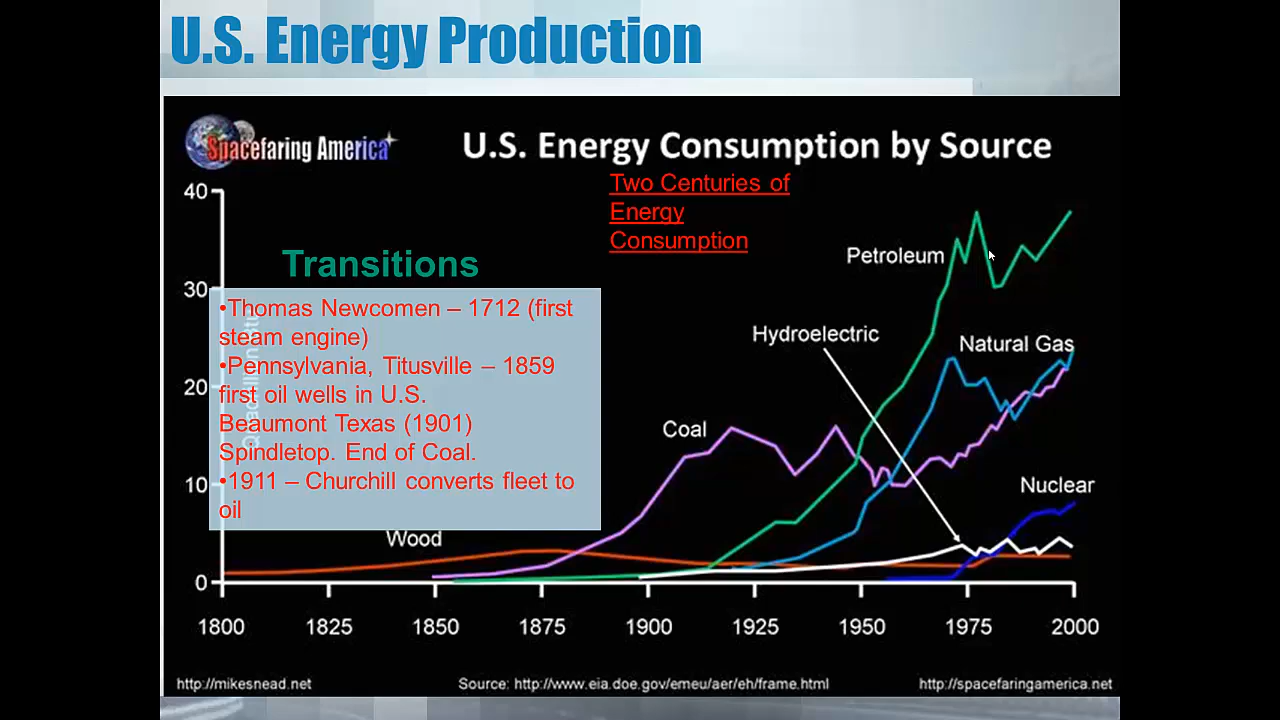 U.S. Energy Production
Spacefaring America
U.S. Energy Consumption by Source
Two Centuries of
Energy
Consumption
40
30
20
10
0
Transitions
•Thomas Newcomen – 1712 (first
steam engine)
•Pennsylvania, Titusville – 1859
first oil wells in U.S.
Beaumont Texas (1901)
Spindletop. End of Coal.
•1911 – Churchill converts fleet to
oil
Petroleum
Hydroelectric
Natural Gas
Coal
Nuclear
Wood
1800 1825 1850 1875 1900 1925 1950 1975 2000
http://mikesnead.net
Source: http://www.eia.doe.gov/emeu/aer/eh/frame.html
http://spacefaringamerica.net